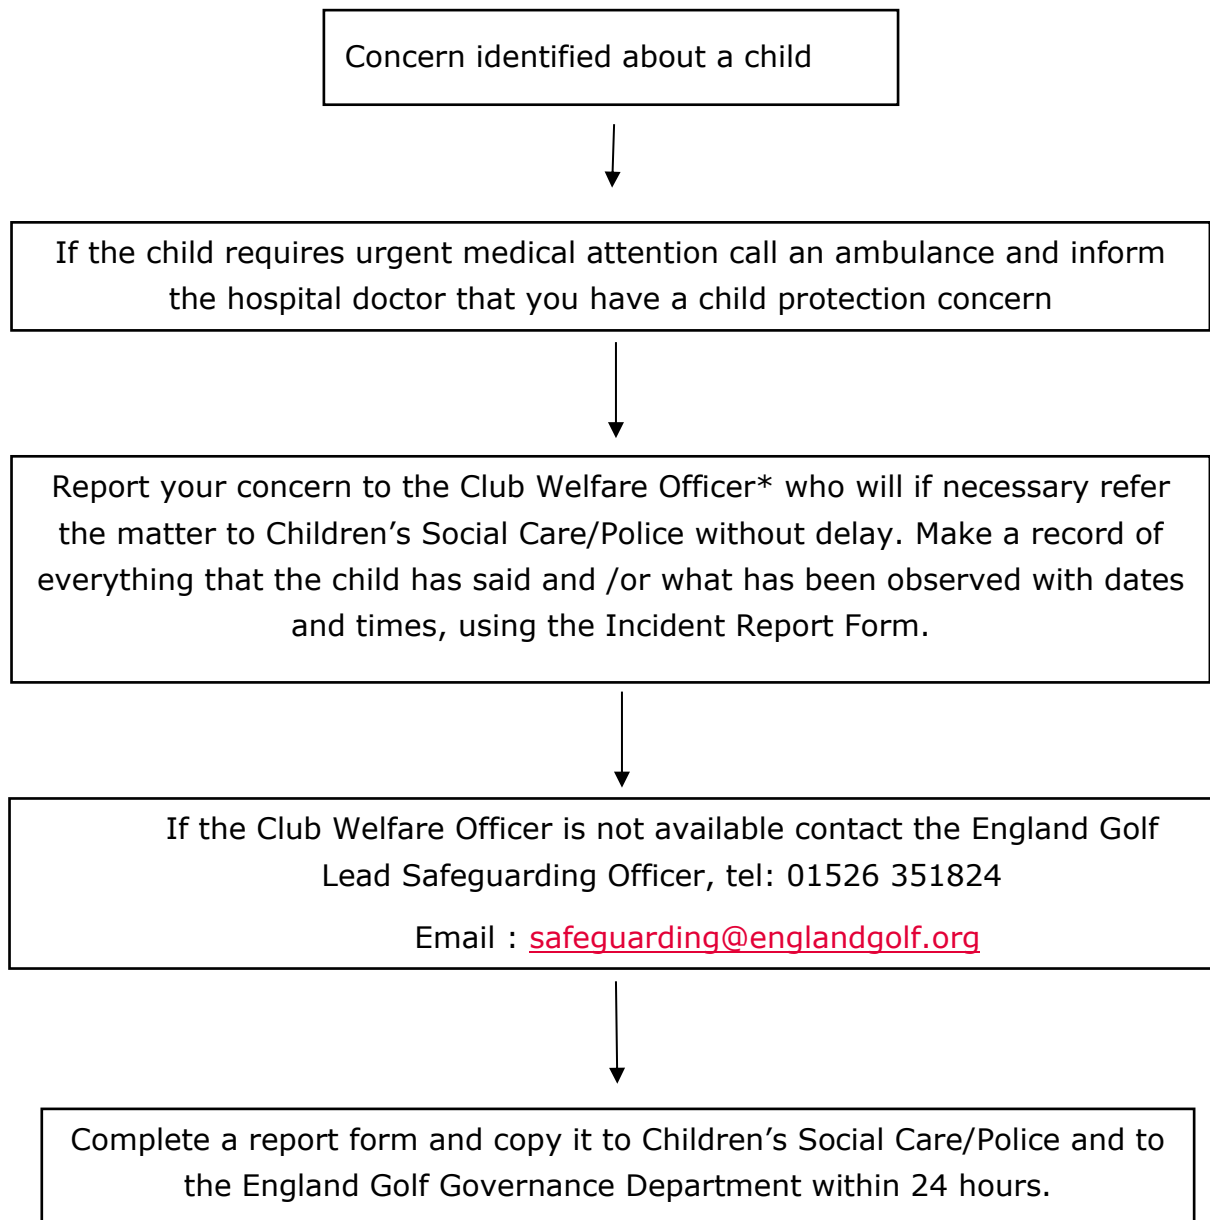 Concern identified about a child
If the child requires urgent medical attention call an ambulance and inform
the hospital doctor that you have a child protection concern
Report your concern to the Club Welfare Officer* who will if necessary refer
the matter to Children’s Social Care/Police without delay. Make a record of
everything that the child has said and /or what has been observed with dates
and times, using the Incident Report Form.
If the Club Welfare Officer is not available contact the England Golf
Lead Safeguarding Officer, tel: 01526 351824
Email : safeguarding@englandgolf.org
Complete a report form and copy it to Children’s Social Care/Police and to
the England Golf Governance Department within 24 hours.